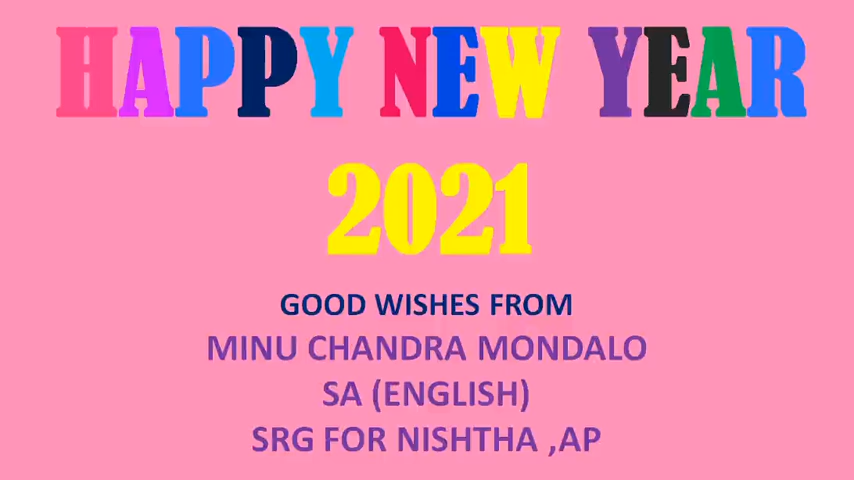 HAPPY NEW YEAR
2021
GOOD WISHES FROM
MINU CHANDRA MONDALO
SA (ENGLISH)
SRG FOR NISHTHA ,AP